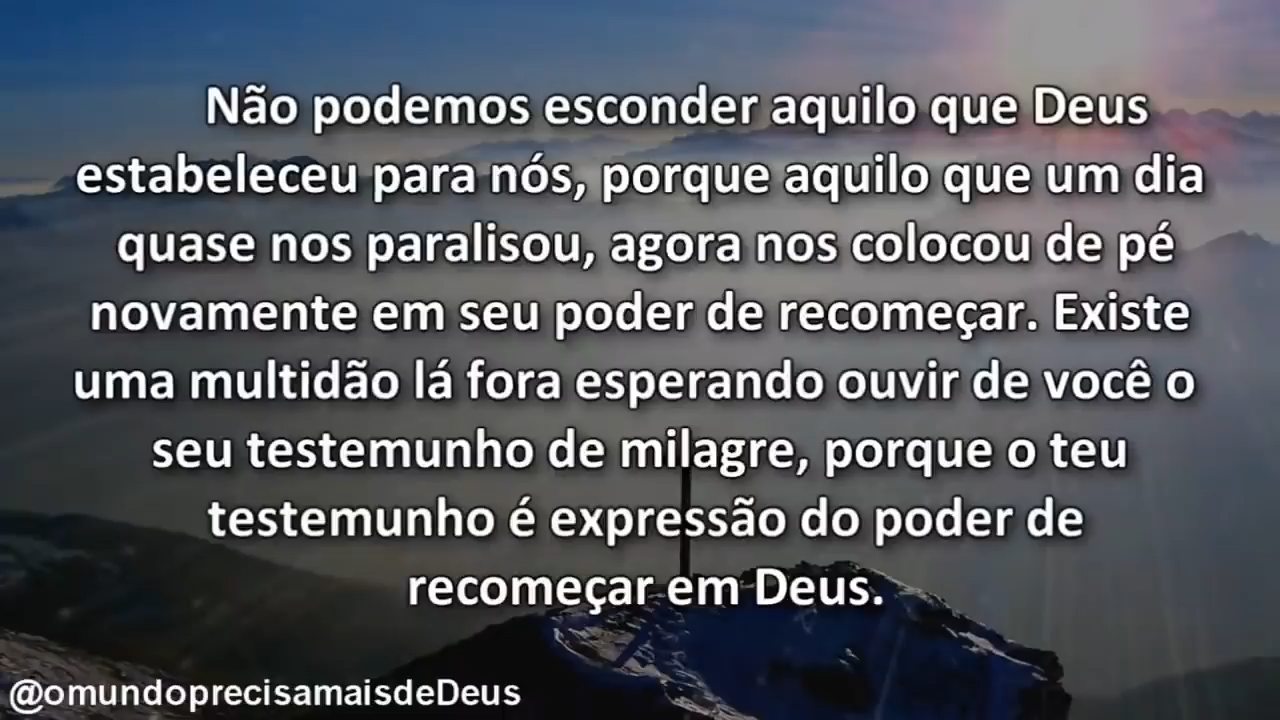 Não podemos esconder aquilo que Deus
estabeleceu para nós, porque aquilo que um dia
quase nos paralisou, agora nos colocou de pé
novamente em seu poder de recomeçar. Existe
uma multidão lá fora esperando ouvir de você o
seu testemunho de milagre, porque o teu
testemunho é expressão do poder de
recomeçar em Deus.
@omundoprecisamaisdeDeus